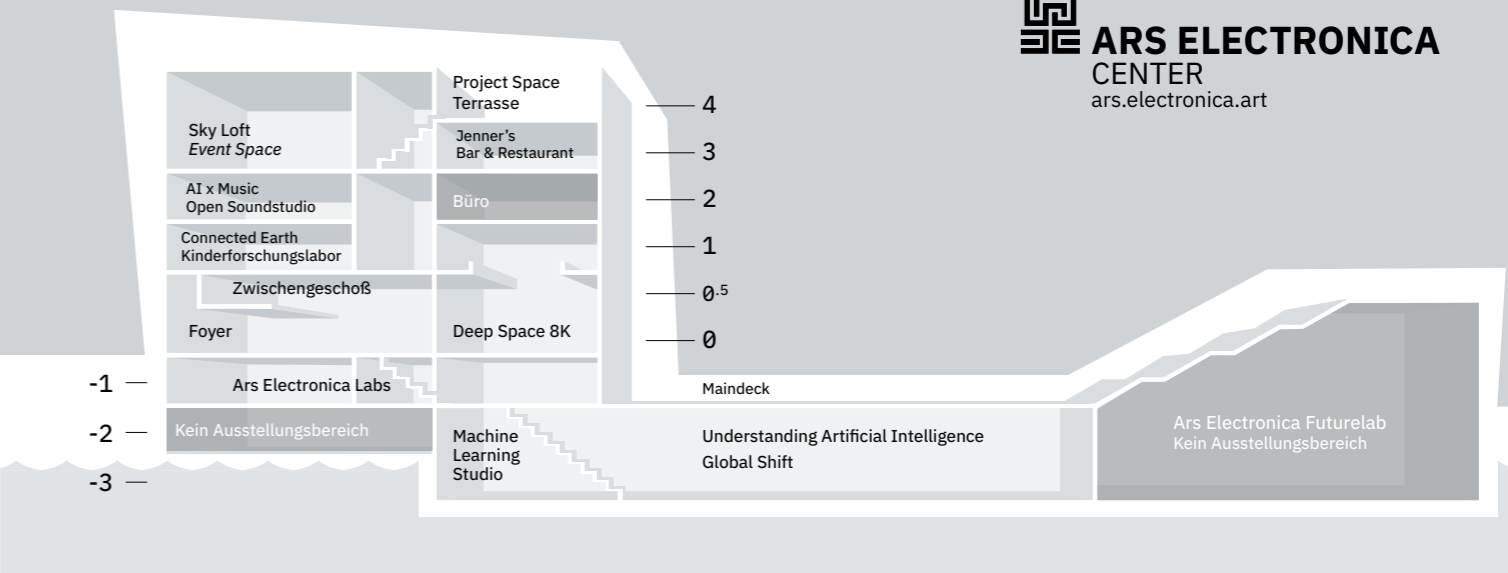 ARS ELECTRONICA
CENTER
ars.electronica.art
Project Space
Terrasse
4
Sky Loft
Event Space
Jenner's
Bar & Restaurant
3
AI x Music
Open Soundstudio
Büro
2
Connected Earth
Kinderforschungslabor
1
Zwischengeschoß
0.5
Foyer
Deep Space 8K
0
-1
Ars Electronica Labs
Maindeck
-2
Kein Ausstellungsbereich
Machine
Learning
Studio
Understanding Artificial Intelligence
Global Shift
Ars Electronica Futurelab
Kein Ausstellungsbereich
-3